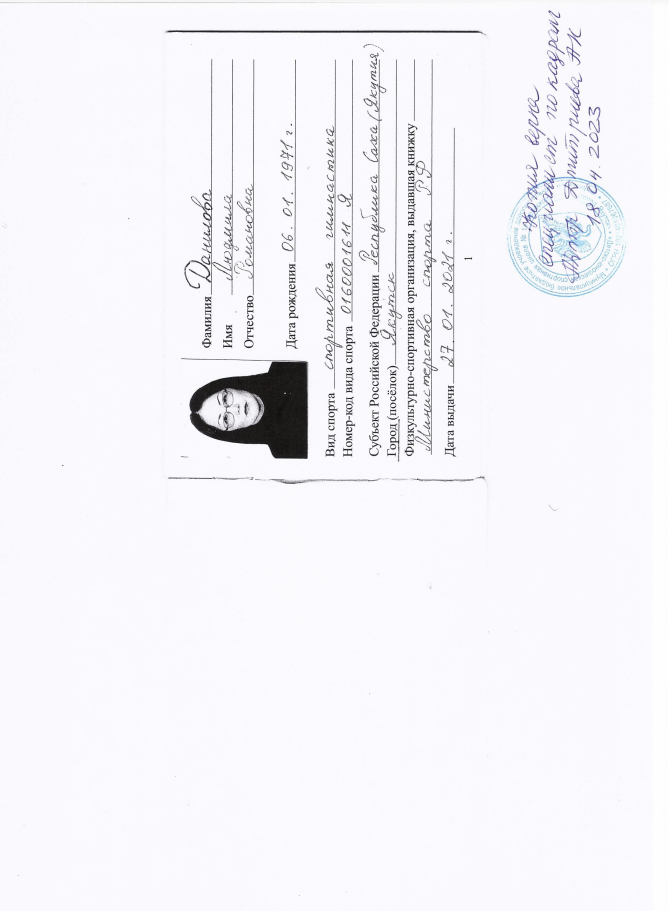 Фамилия Данилова
Имя Людмила
Отчество Романовна
Дата рождения 06. 01. 1971 г.
Вид спорта спортивная гимнастика
Номер-код вида спорта 0160001611 Я
Субъект Российской Федерации Республика Саха (Якутия)
Город (посёлок) Якутск
Физкультурно-спортивная организация, выдавшая книжку
Министерство спорта РФ
Дата выдачи 27. 01. 2021 г.
1
Копия верна
специалист по кадрам
Дмитриева АК
18. 04. 2023